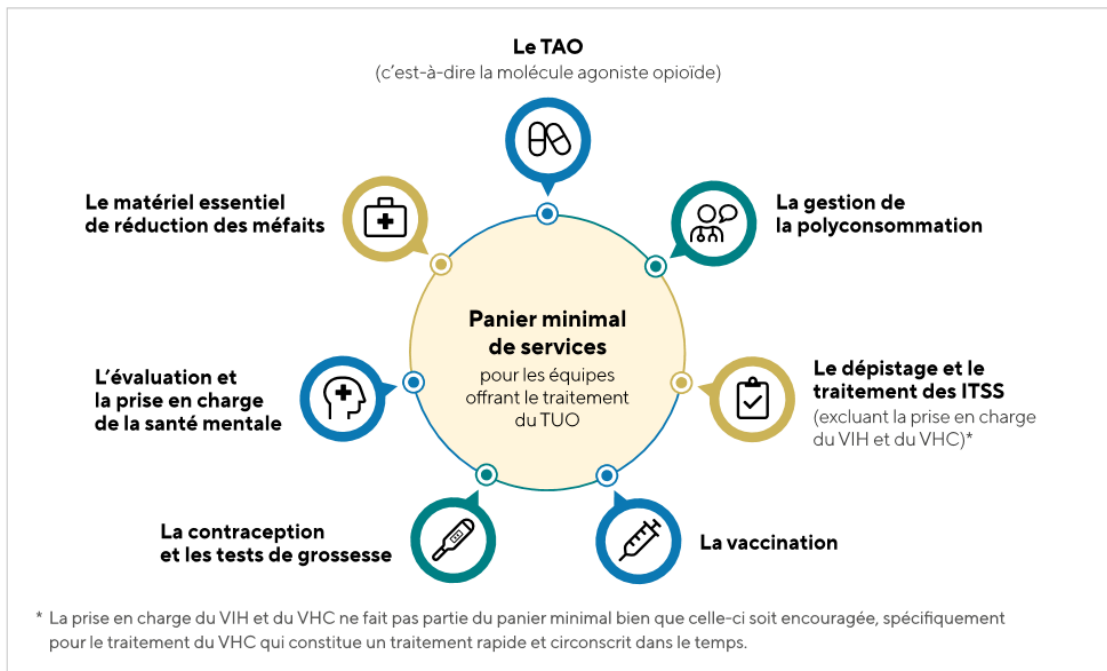 Le TAO
(c'est-à-dire la molécule agoniste opioïde)
La gestion de
la polyconsommation
Le dépistage et le
traitement des ITSS
(excluant la prise en charge
du VIH et du VHC)*
La vaccination
La contraception
et les tests de grossesse
L'évaluation et
la prise en charge
de la santé mentale
Le matériel essentiel
de réduction des méfaits
Panier minimal
de services
pour les équipes
offrant le traitement
du TUO
* La prise en charge du VIH et du VHC ne fait pas partie du panier minimal bien que celle-ci soit encouragée, spécifiquement
pour le traitement du VHC qui constitue un traitement rapide et circonscrit dans le temps.